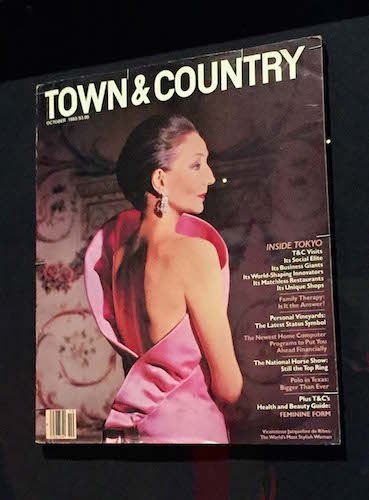 TOWN & COUNTRY
OCTOBER 1983/$3.00
INSIDE TOKYO
T&C Visits
Its Social Elite
Its Business Giants
Its World-Shaping Innovators
Its Matchless Restaurants
Its Unique Shops
Family Therapy:
Is It the Answer?
Personal Vineyards:
The Latest Status Symbol
The Newest Home Computer
Programs to Put You
Ahead Financially
The National Horse Show:
Still the Top Ring
Polo in Texas:
Bigger Than Ever
Plus T&C's
Health and Beauty Guide:
FEMININE FORM
Vicomtesse Jacqueline de Ribes:
The World's Most Stylish Woman
10